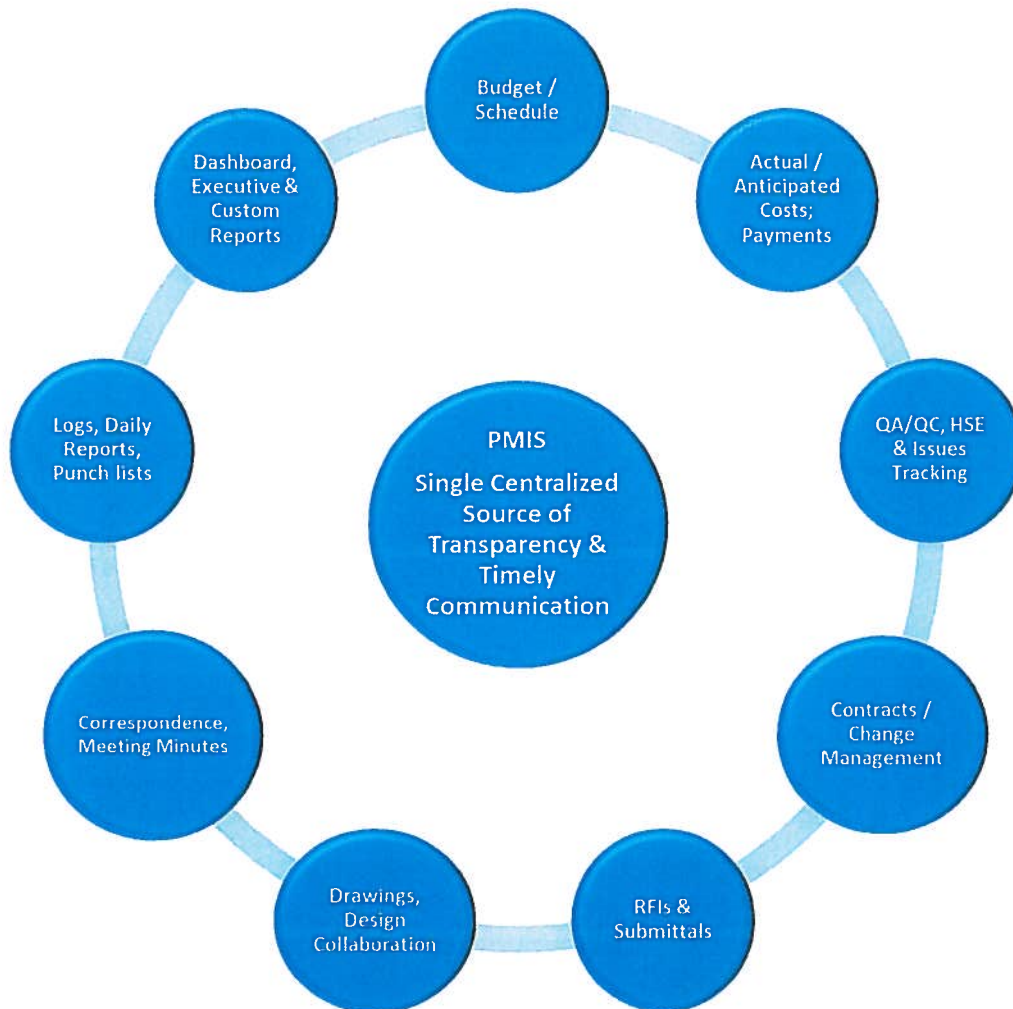 Budget /
Schedule
Actual /
Anticipated
Costs;
Payments
QA/QC, HSE
& Issues
Tracking
Contracts /
Change
Management
RFIs &
Submittals
Drawings,
Design
Collaboration
Correspondence,
Meeting Minutes
Logs, Daily
Reports,
Punch lists
Dashboard,
Executive &
Custom
Reports
PMIS
Single Centralized
Source of
Transparency &
Timely
Communication